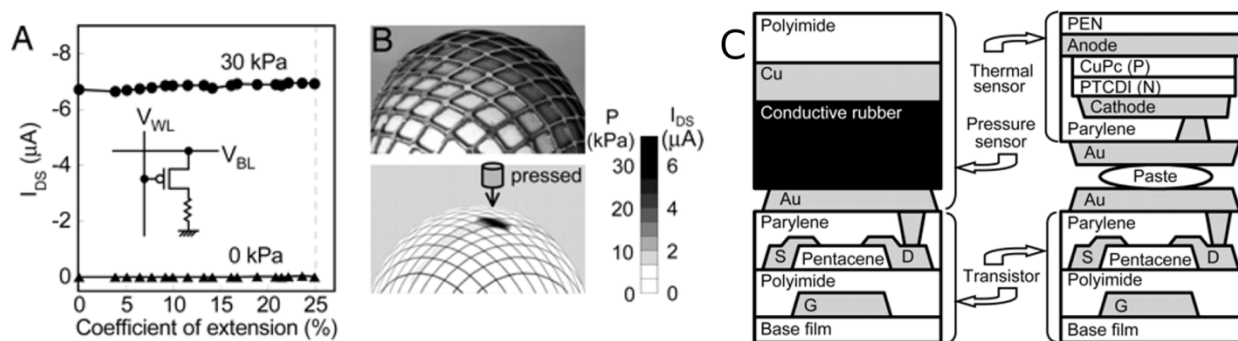 A
-8
-6
-4
-2
0
I_DS (μA)
30 kPa
V_WL
V_BL
0 kPa
0 5 10 15 20 25
Coefficient of extension (%)
B
pressed
P I_DS
(kPa) (μA)
30 6
20 4
10 2
0 0
C
Polyimide
Cu
Conductive rubber
Au
Parylene
S Pentacene D
Polyimide
G
Base film
Thermal
sensor
Pressure
sensor
Transistor
PEN
Anode
CuPc (P)
PTCDI (N)
Cathode
Parylene
Au
Paste
Au
Parylene
S Pentacene D
Polyimide
G
Base film